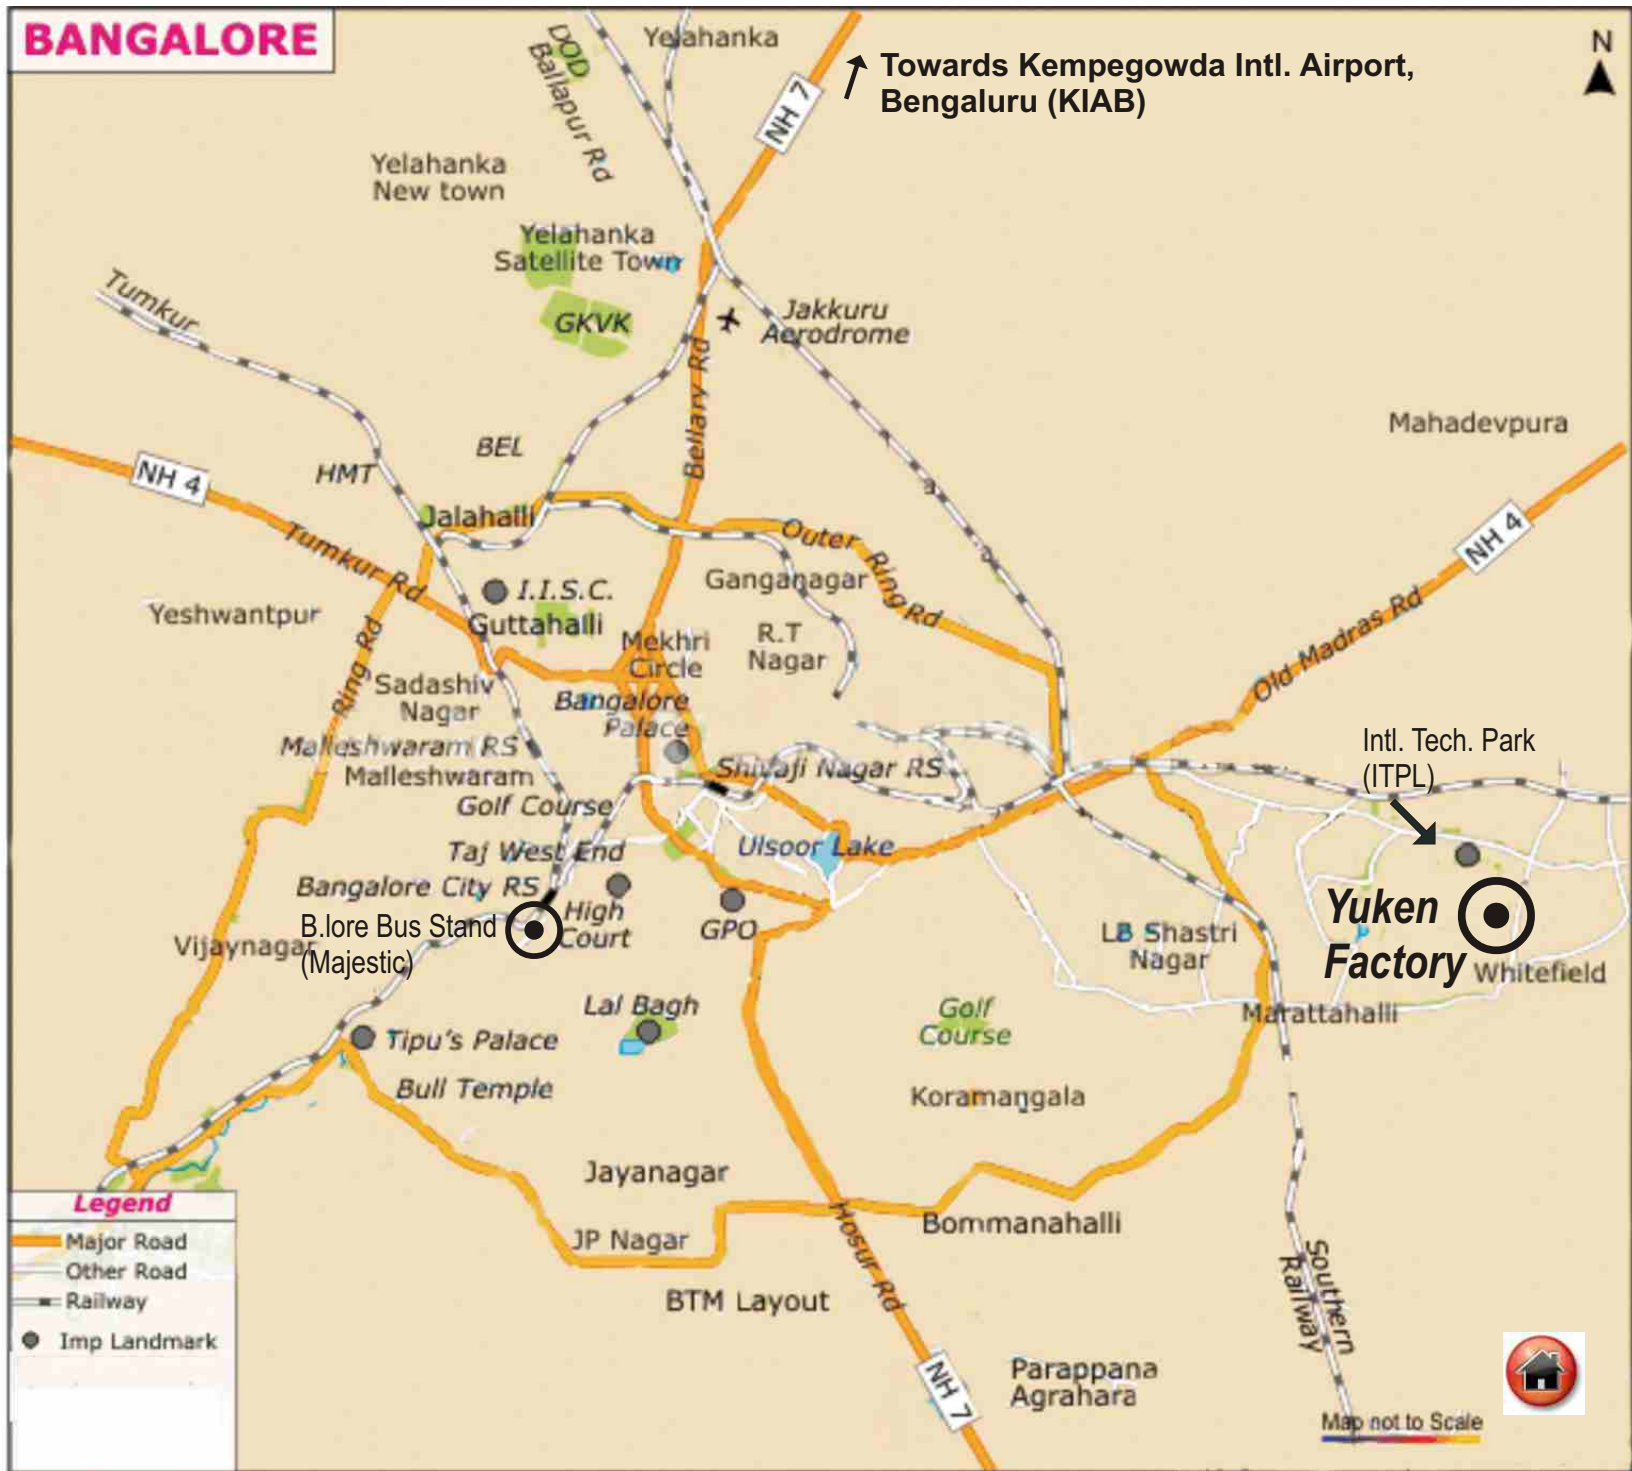 BANGALORE
Yelahanka
N
DOD
Ballapur Rd
Towards Kempegowda Intl. Airport,
Bengaluru (KIAB)
NH 7
Yelahanka
New town
Yelahanka
Satellite Town
Tumkur
GKVK
Jakkuru
Aerodrome
Bellary Rd
Mahadevpura
BEL
HMT
NH 4
Jalahalli
Tumkur Rd
Outer Ring Rd
NH 4
I.I.S.C.
Ganganagar
Yeshwantpur
Guttahalli
Mekhri
Circle
R.T
Nagar
Old Madras Rd
Ring Rd
Sadashiv
Nagar
Bangalore
Palace
Malleshwaram RS
Malleshwaram
Shivaji Nagar RS
Intl. Tech. Park
(ITPL)
Golf Course
Taj West End
Ulsoor Lake
Bangalore City RS
B.lore Bus Stand
(Majestic)
High
Court
GPO
Yuken
Factory
Vijaynagar
LB Shastri
Nagar
Whitefield
Lal Bagh
Golf
Course
Marattahalli
Tipu's Palace
Bull Temple
Koramangala
Jayanagar
JP Nagar
Bommanahalli
Hosur Rd
BTM Layout
Southern
Railway
NH 7
Parappana
Agrahara
Legend
Major Road
Other Road
Railway
Imp Landmark
Map not to Scale